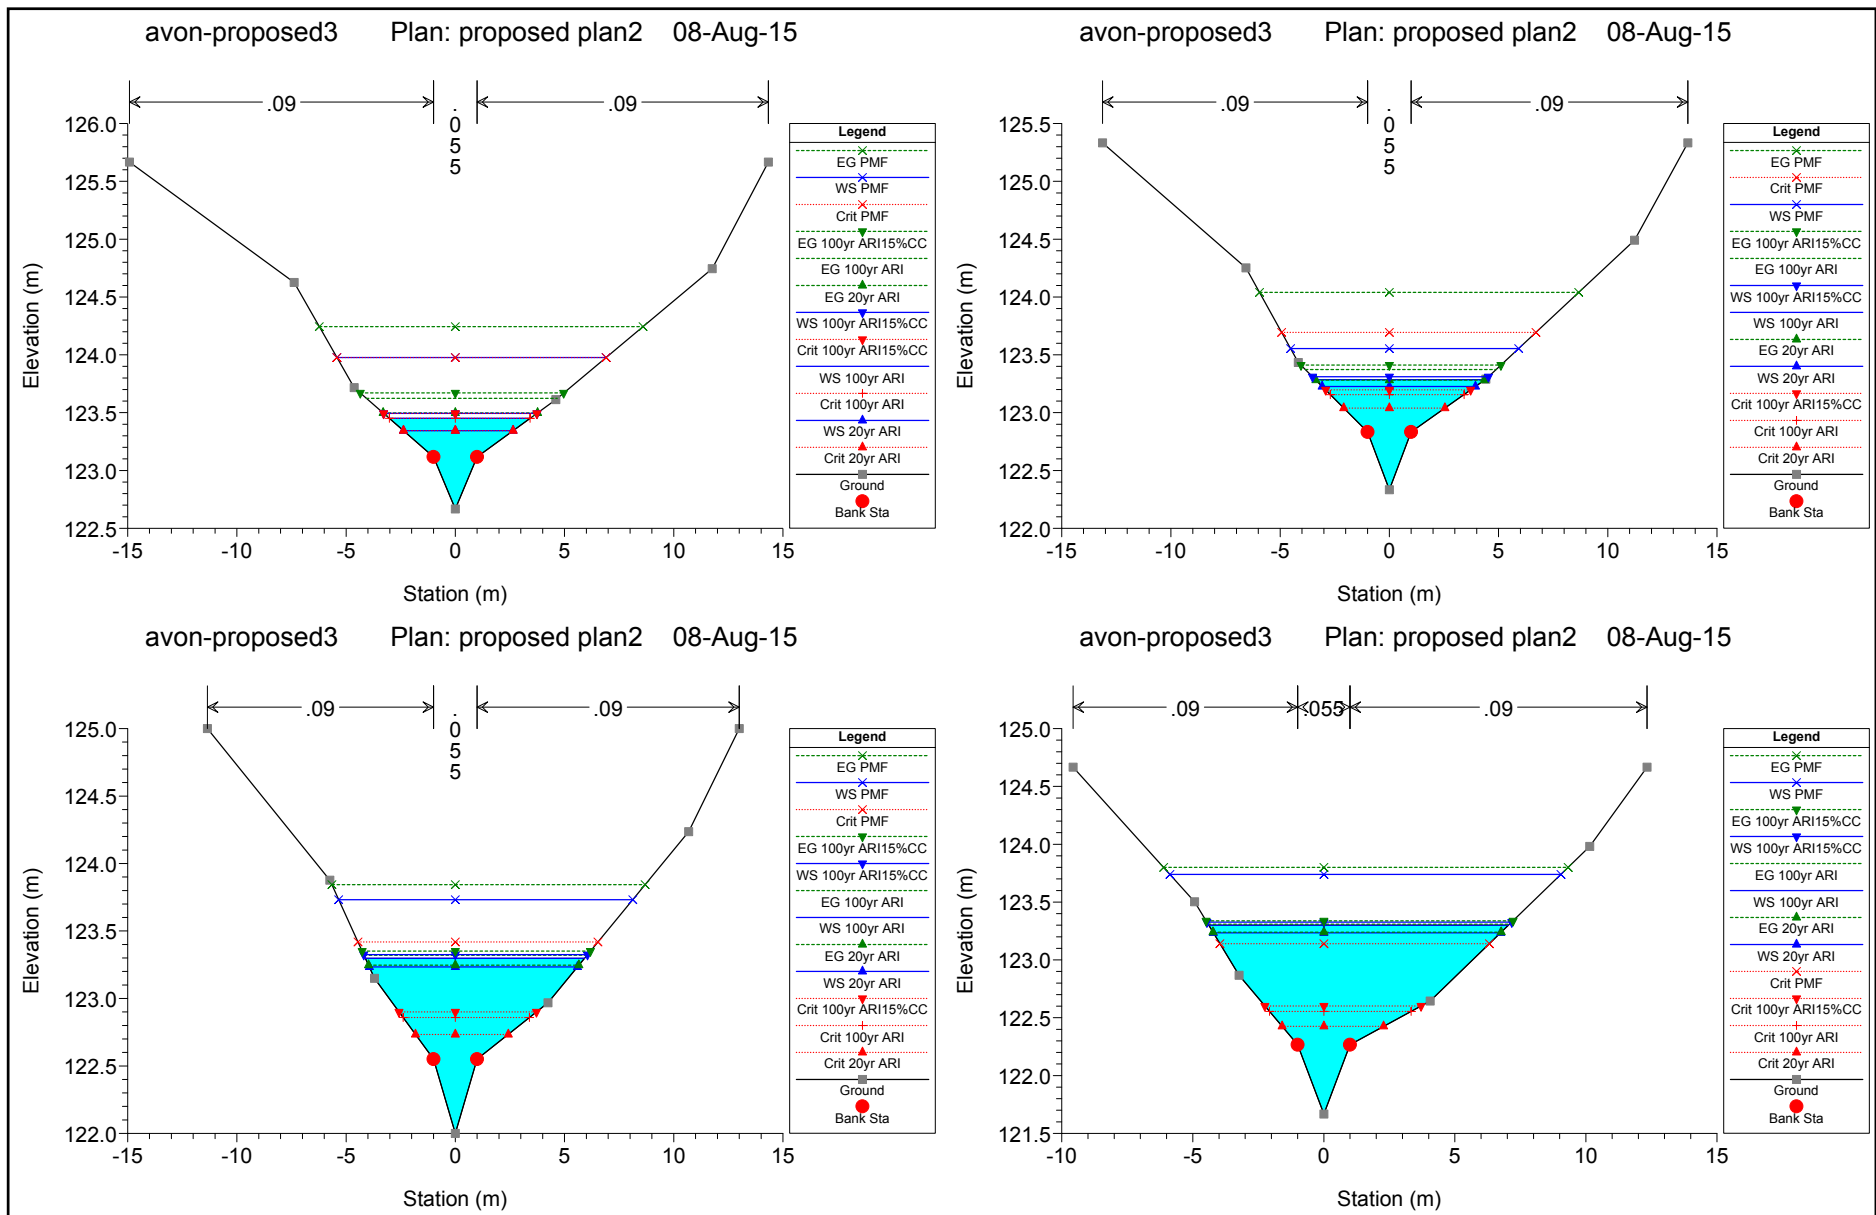 avon-proposed3 Plan: proposed plan2 08-Aug-15
.09
.055
.09
126.0
125.5
125.0
124.5
124.0
123.5
123.0
122.5
Elevation (m)
-15 -10 -5 0 5 10 15
Station (m)
Legend
EG PMF
WS PMF
Crit PMF
EG 100yr ARI15%CC
EG 100yr ARI
EG 20yr ARI
WS 100yr ARI15%CC
Crit 100yr ARI15%CC
WS 100yr ARI
Crit 100yr ARI
WS 20yr ARI
Crit 20yr ARI
Ground
Bank Sta
avon-proposed3 Plan: proposed plan2 08-Aug-15
.09
.055
.09
125.5
125.0
124.5
124.0
123.5
123.0
122.5
122.0
Elevation (m)
-15 -10 -5 0 5 10 15
Station (m)
Legend
EG PMF
Crit PMF
WS PMF
EG 100yr ARI15%CC
EG 100yr ARI
WS 100yr ARI15%CC
WS 100yr ARI
EG 20yr ARI
WS 20yr ARI
Crit 100yr ARI15%CC
Crit 100yr ARI
Crit 20yr ARI
Ground
Bank Sta
avon-proposed3 Plan: proposed plan2 08-Aug-15
.09
.055
.09
125.0
124.5
124.0
123.5
123.0
122.5
122.0
Elevation (m)
-15 -10 -5 0 5 10 15
Station (m)
Legend
EG PMF
WS PMF
Crit PMF
EG 100yr ARI15%CC
WS 100yr ARI15%CC
EG 100yr ARI
WS 100yr ARI
EG 20yr ARI
WS 20yr ARI
Crit 100yr ARI15%CC
Crit 100yr ARI
Crit 20yr ARI
Ground
Bank Sta
avon-proposed3 Plan: proposed plan2 08-Aug-15
.09
.055
.09
125.0
124.5
124.0
123.5
123.0
122.5
122.0
121.5
Elevation (m)
-10 -5 0 5 10 15
Station (m)
Legend
EG PMF
WS PMF
EG 100yr ARI15%CC
WS 100yr ARI15%CC
EG 100yr ARI
WS 100yr ARI
EG 20yr ARI
WS 20yr ARI
Crit PMF
Crit 100yr ARI15%CC
Crit 100yr ARI
Crit 20yr ARI
Ground
Bank Sta